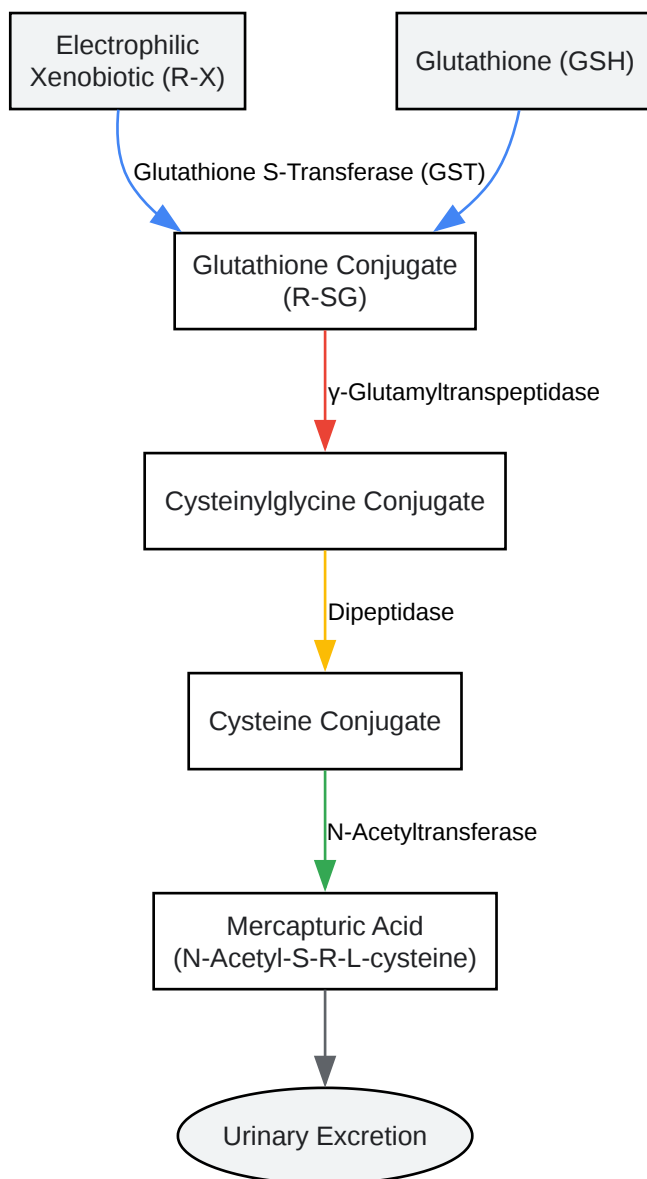 Electrophilic
Xenobiotic (R-X)
Glutathione (GSH)
Glutathione S-Transferase (GST)
Glutathione Conjugate
(R-SG)
γ-Glutamyltranspeptidase
Cysteinylglycine Conjugate
Dipeptidase
Cysteine Conjugate
N-Acetyltransferase
Mercapturic Acid
(N-Acetyl-S-R-L-cysteine)
Urinary Excretion